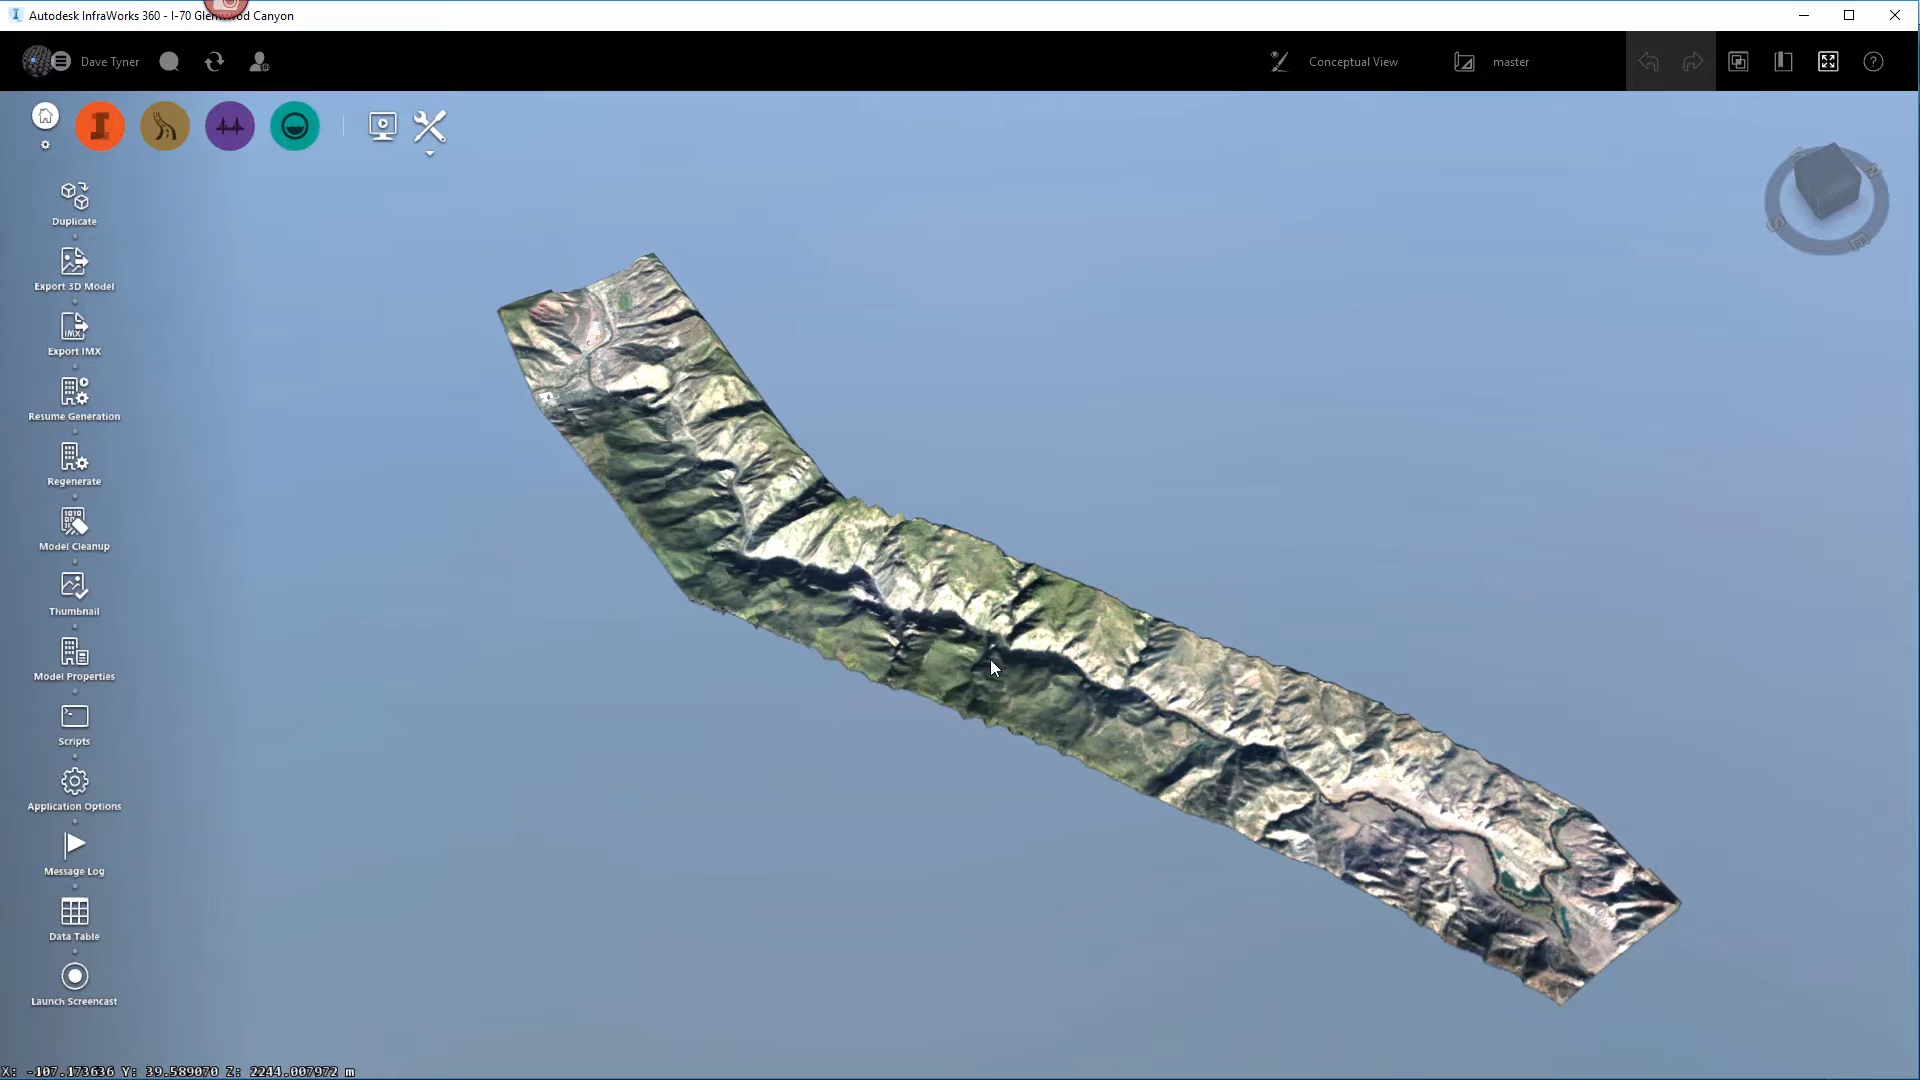 Autodesk InfraWorks 360 - I-70 Glenwood Canyon
Dave Tyner
Conceptual View
master
Duplicate
Export 3D Model
IMX
Export IMX
Resume Generation
Regenerate
Model Cleanup
Thumbnail
Model Properties
Scripts
Application Options
Message Log
Data Table
Launch Screencast
N
S
E
X: -107.173636 Y: 39.589070 Z: 2244.007972 m